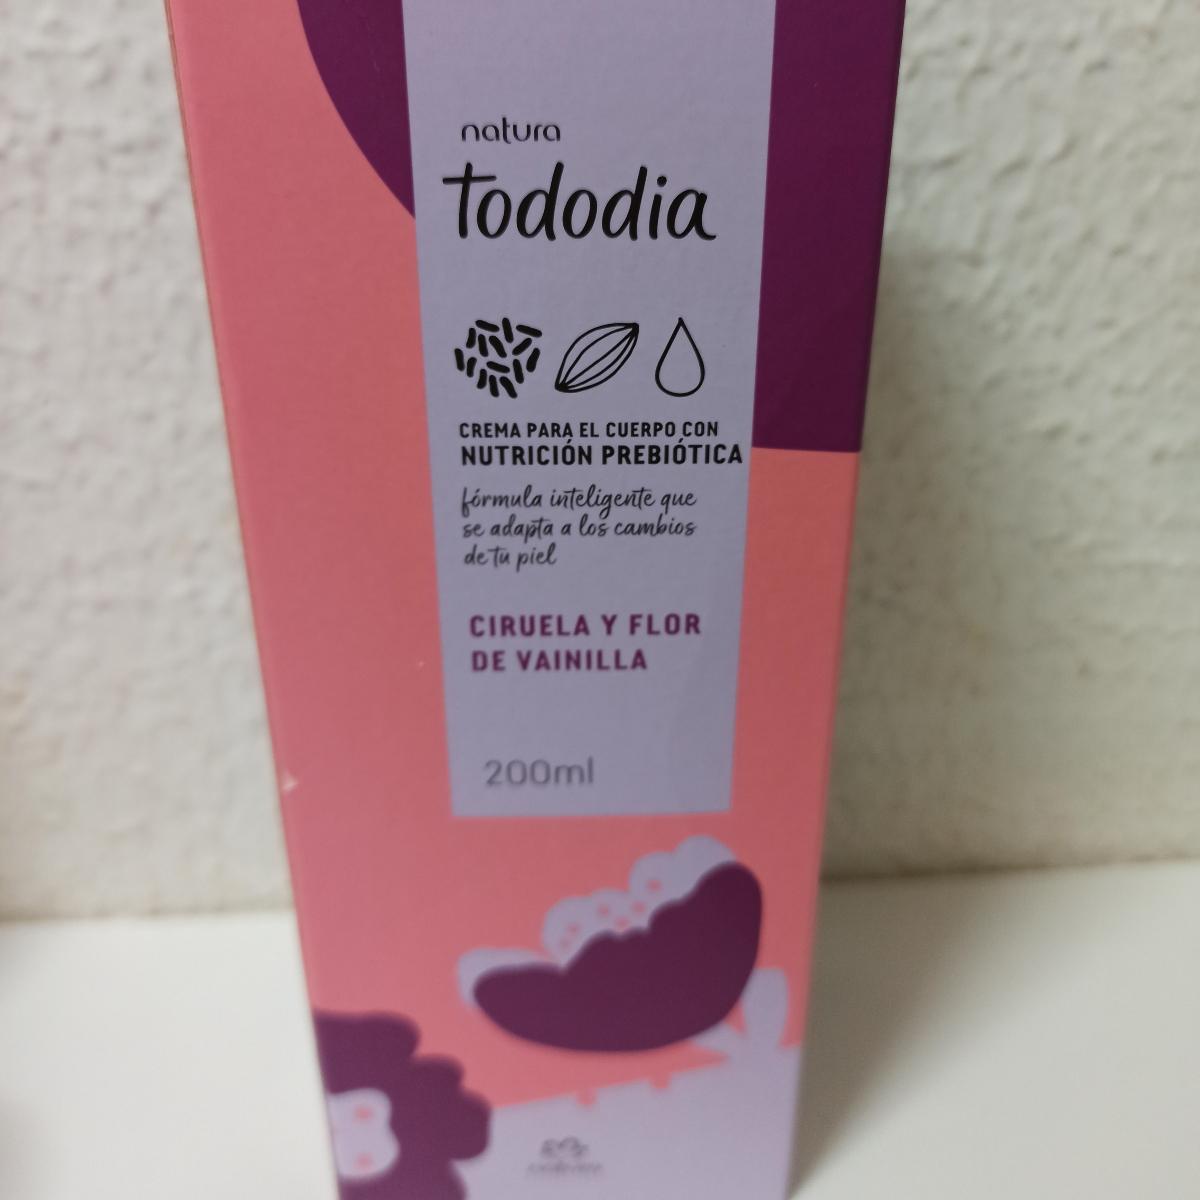 natura
tododia
CREMA PARA EL CUERPO CON
NUTRICIÓN PREBIÓTICA
fórmula inteligente que
se adapta a los cambios
de tu piel
CIRUELA Y FLOR
DE VAINILLA
200ml